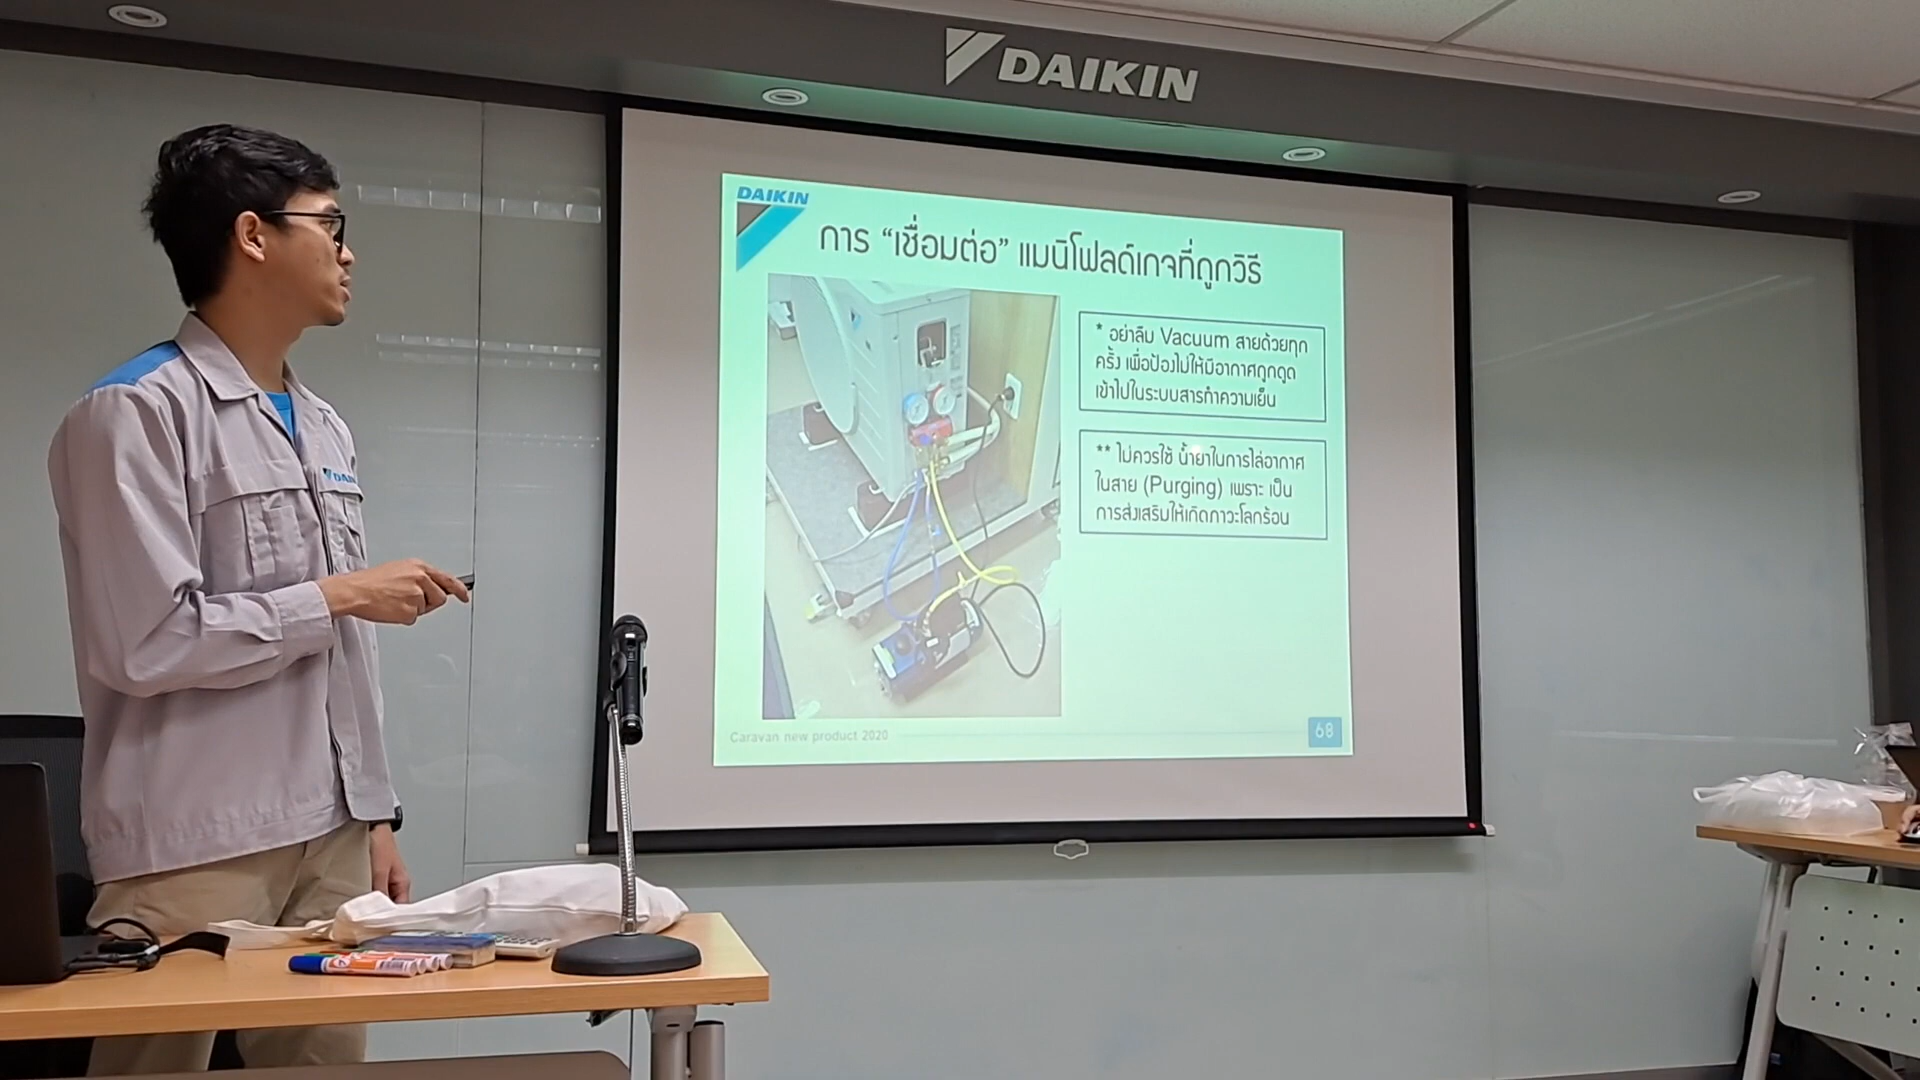 DAIKIN
DAIKIN
การ “เชื่อมต่อ” แมนิโฟลด์เกจที่ถูกวิธี
* อย่าลืม Vacuum สายด้วยทุก
ครั้ง เพื่อป้องไม่ให้มีอากาศถูกดูด
เข้าไปในระบบสารทำความเย็น
** ไม่ควรใช้ น้ำยาในการไล่อากาศ
ในสาย (Purging) เพราะ เป็น
การส่งเสริมให้เกิดภาวะโลกร้อน
Caravan new product 2020
68